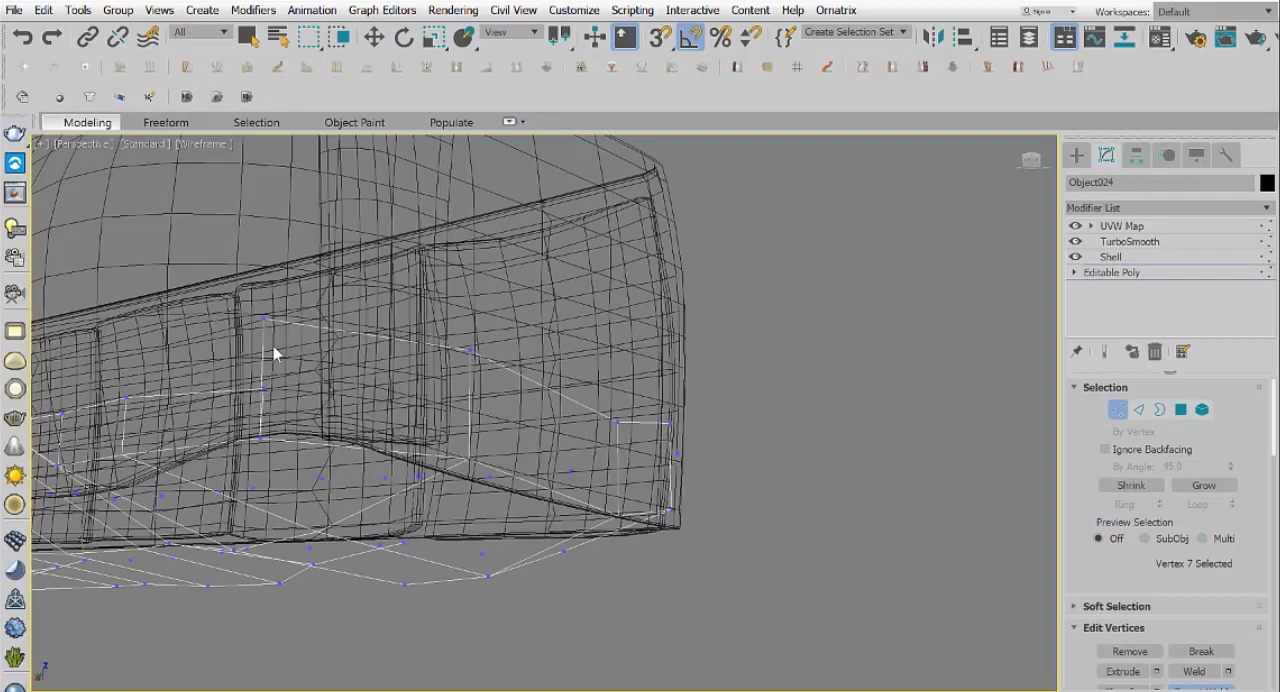 File Edit Tools Group Views Create Modifiers Animation Graph Editors Rendering Civil View Customize Scripting Interactive Content Help Ornatrix Sign In Workspaces: Default
All View Create Selection Set
Modeling Freeform Selection Object Paint Populate
[+] [Perspective] [Standard] [Wireframe]
Object024
Modifier List
UVW Map
TurboSmooth
Shell
Editable Poly
Selection
By Vertex
Ignore Backfacing
By Angle: 45.0
Shrink Grow
Ring Loop
Preview Selection
Off SubObj Multi
Vertex 7 Selected
Soft Selection
Edit Vertices
Remove Break
Extrude Weld
z